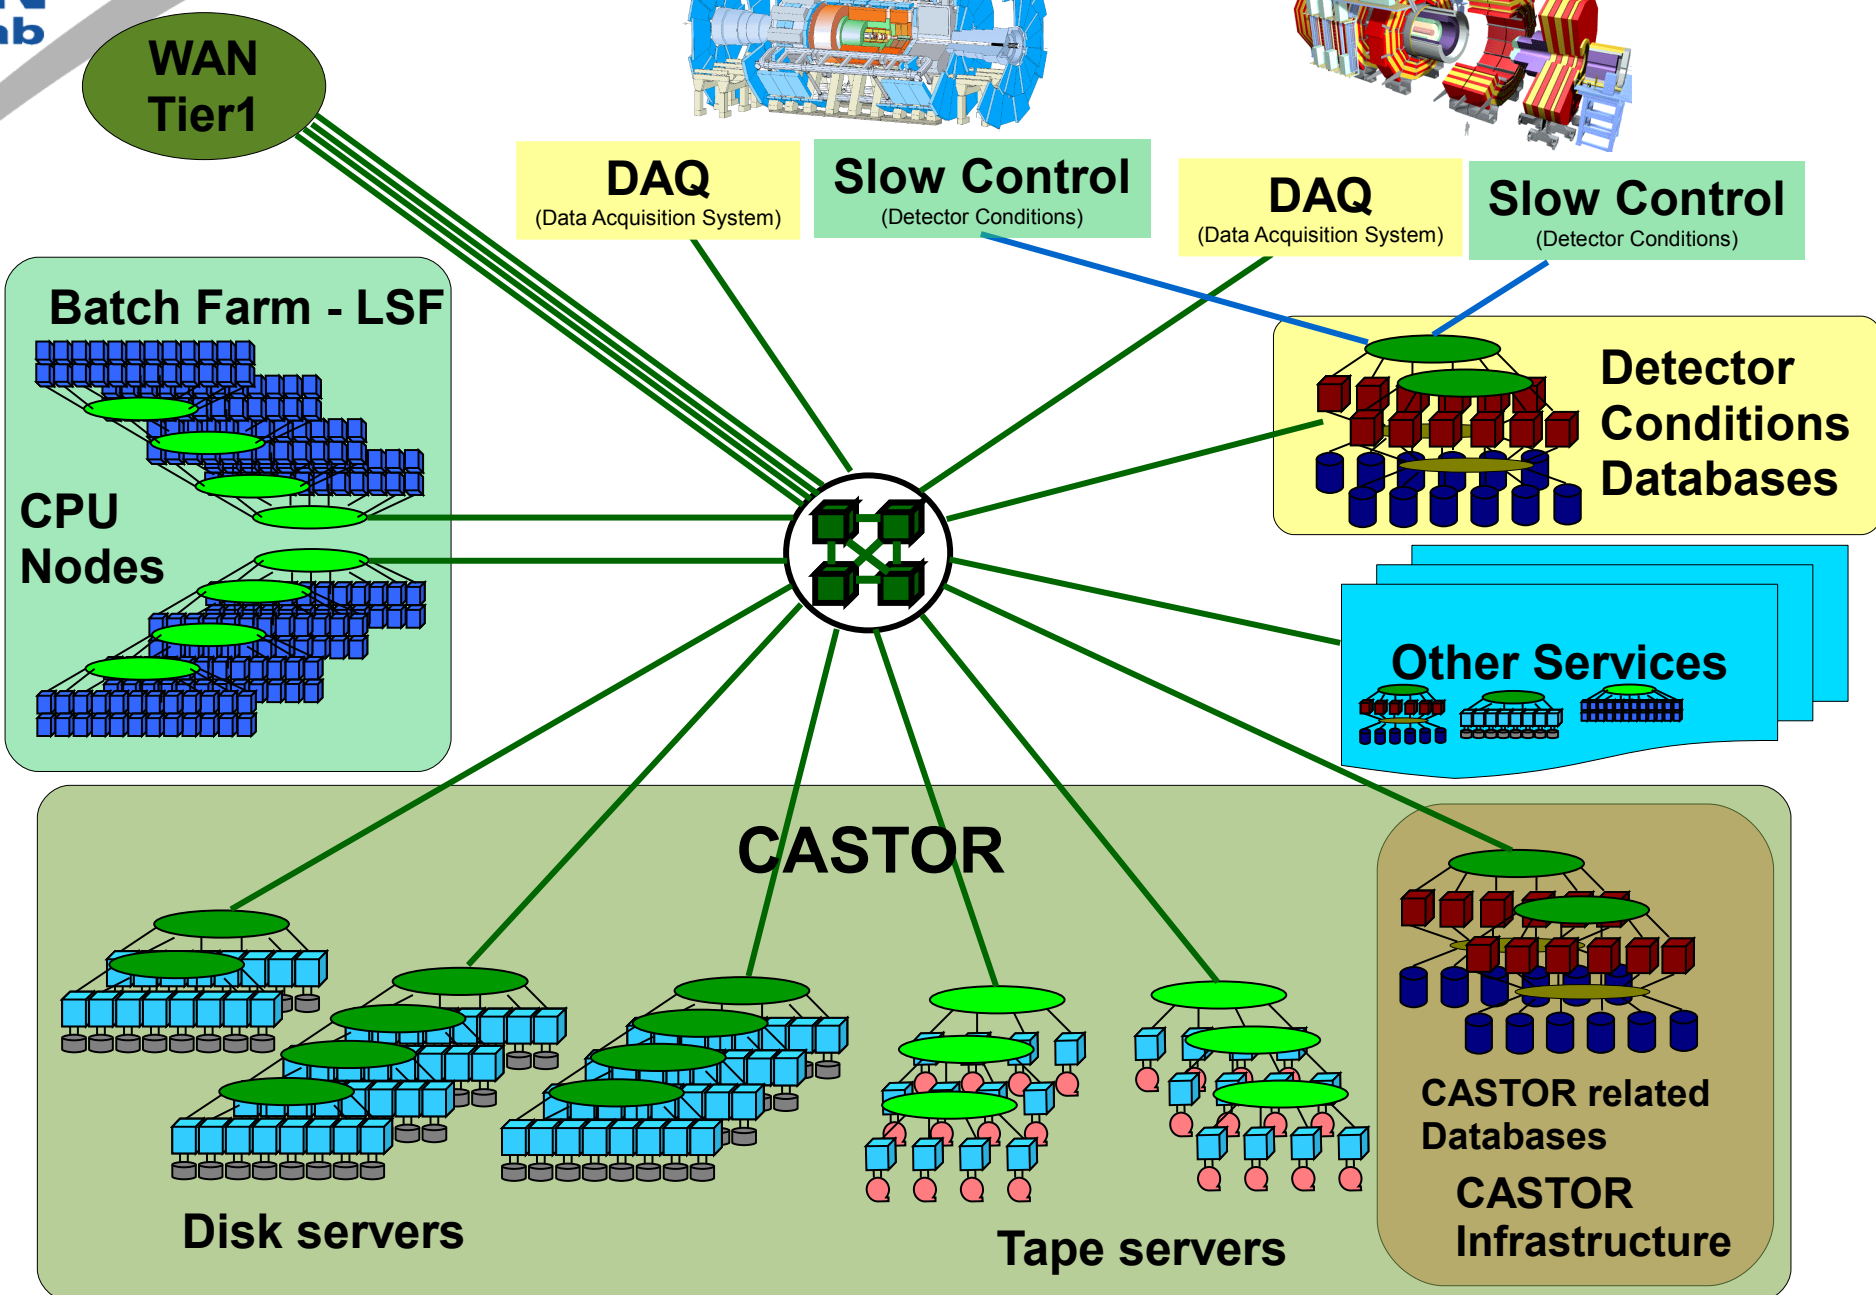 WAN
Tier1
DAQ
(Data Acquisition System)
Slow Control
(Detector Conditions)
DAQ
(Data Acquisition System)
Slow Control
(Detector Conditions)
Batch Farm - LSF
CPU
Nodes
Detector
Conditions
Databases
Other Services
CASTOR
Disk servers
Tape servers
CASTOR related
Databases
CASTOR
Infrastructure